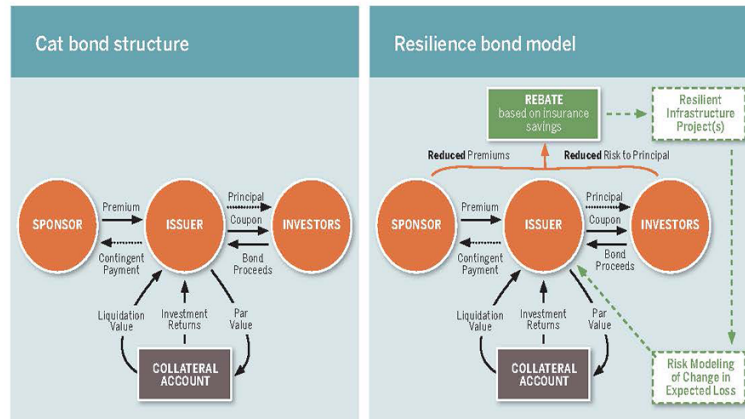 Cat bond structure
Premium
Principal
Coupon
SPONSOR
ISSUER
INVESTORS
Contingent
Payment
Bond
Proceeds
Liquidation
Value
Investment
Returns
Par
Value
COLLATERAL
ACCOUNT
Resilience bond model
REBATE
based on insurance
savings
Resilient
Infrastructure
Project(s)
Reduced Premiums
Reduced Risk to Principal
Premium
Principal
Coupon
SPONSOR
ISSUER
INVESTORS
Contingent
Payment
Bond
Proceeds
Liquidation
Value
Investment
Returns
Par
Value
COLLATERAL
ACCOUNT
Risk Modeling
of Change in
Expected Loss